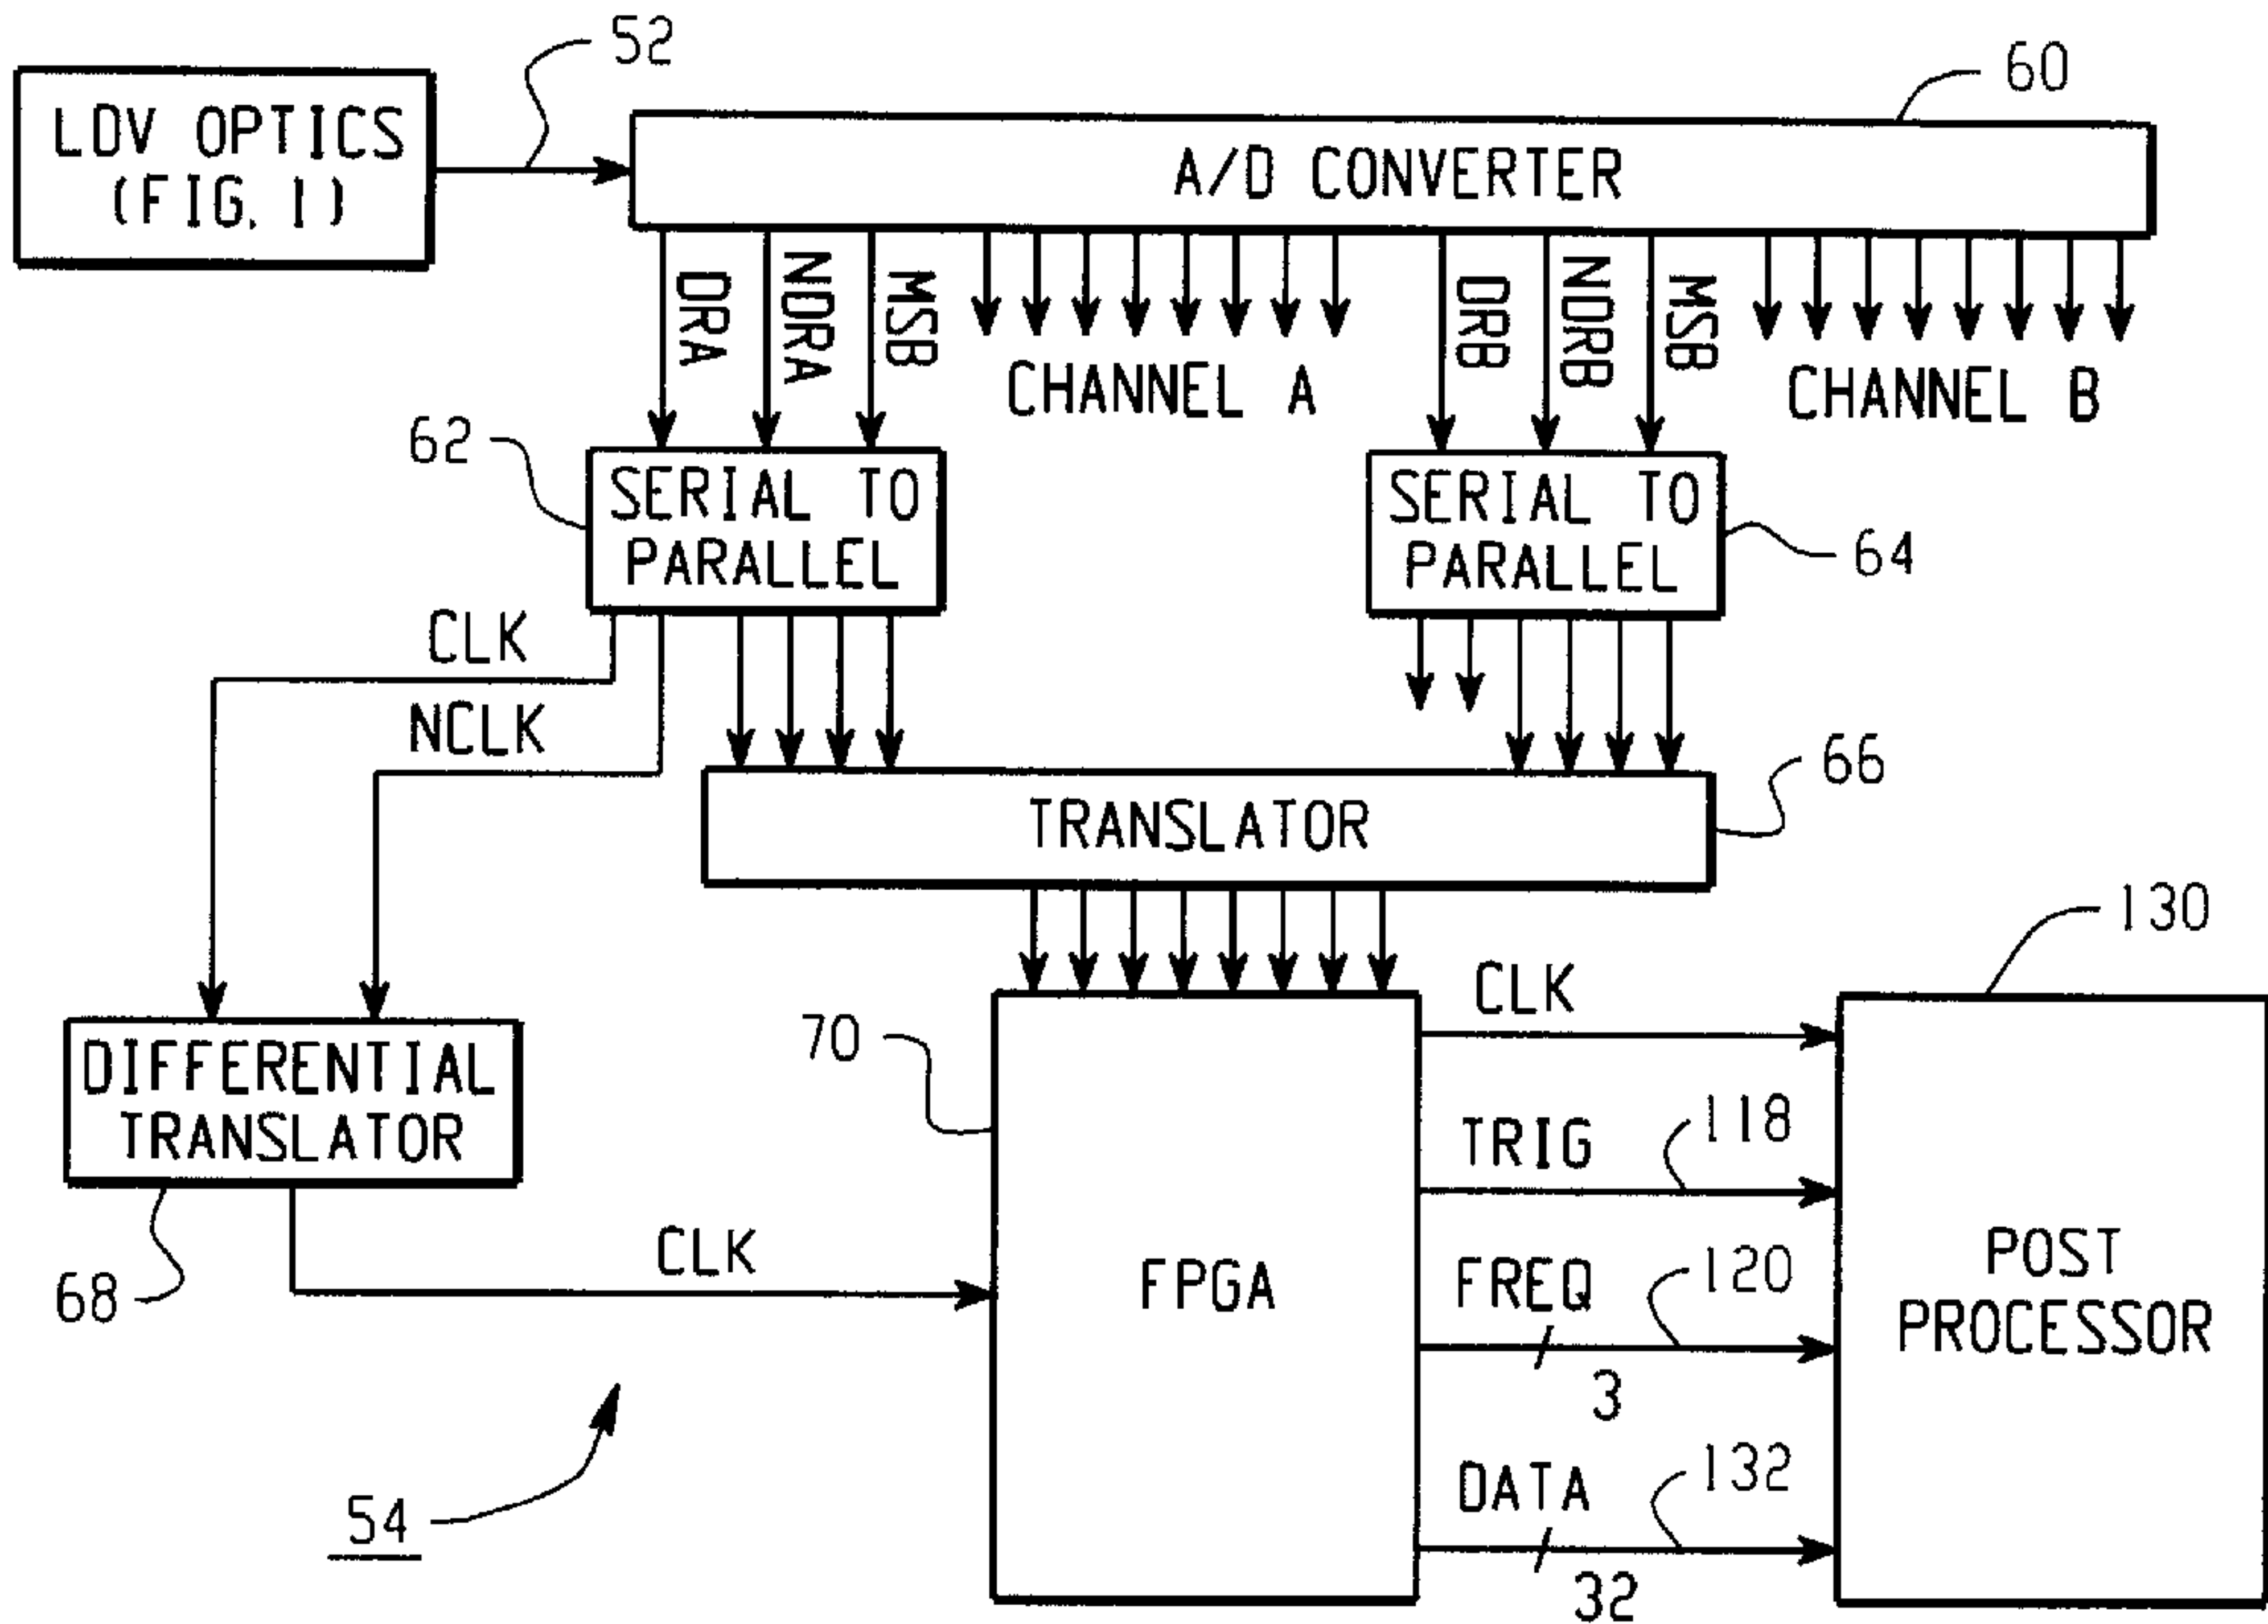 52
60
LDV OPTICS
(FIG. 1)
A/D CONVERTER
DRA
NDRA
MSB
CHANNEL A
DRB
NDRB
MSB
CHANNEL B
62
SERIAL TO
PARALLEL
SERIAL TO
PARALLEL
64
CLK
NCLK
66
TRANSLATOR
130
CLK
70
DIFFERENTIAL
TRANSLATOR
TRIG
118
68
CLK
FPGA
FREQ
120
3
POST
PROCESSOR
DATA
132
32
54